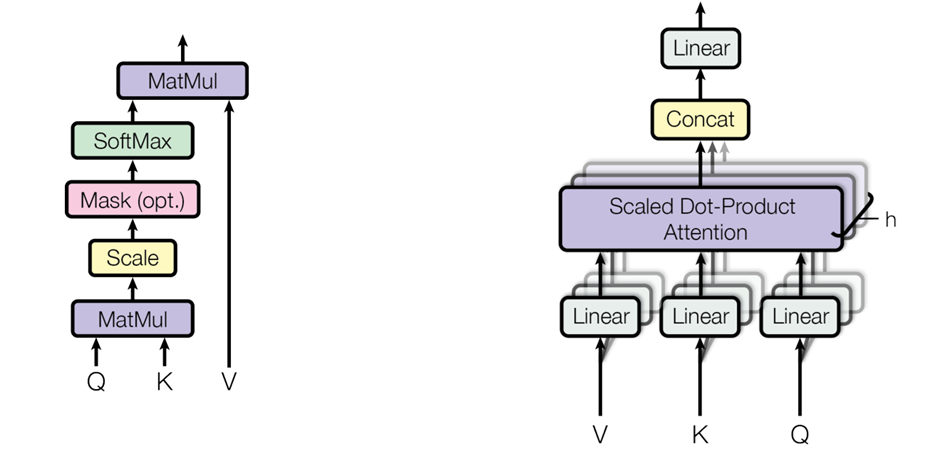 MatMul
SoftMax
Mask (opt.)
Scale
MatMul
Q K V
Linear
Concat
Scaled Dot-Product
Attention
h
Linear Linear Linear
V K Q